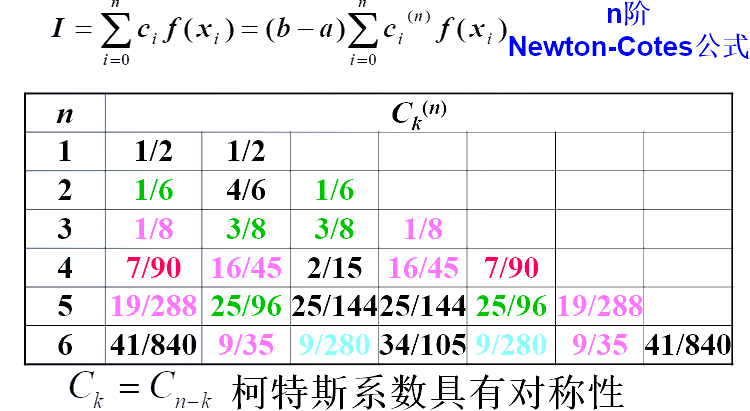 I = ∑_{i=0}^{n} c_i f(x_i) = (b − a) ∑_{i=0}^{n} c_i^{(n)} f(x_i) n阶
Newton-Cotes公式
n C_k^{(n)}
1 1/2 1/2
2 1/6 4/6 1/6
3 1/8 3/8 3/8 1/8
4 7/90 16/45 2/15 16/45 7/90
5 19/288 25/96 25/144 25/144 25/96 19/288
6 41/840 9/35 9/280 34/105 9/280 9/35 41/840
C_k = C_{n−k} 柯特斯系数具有对称性